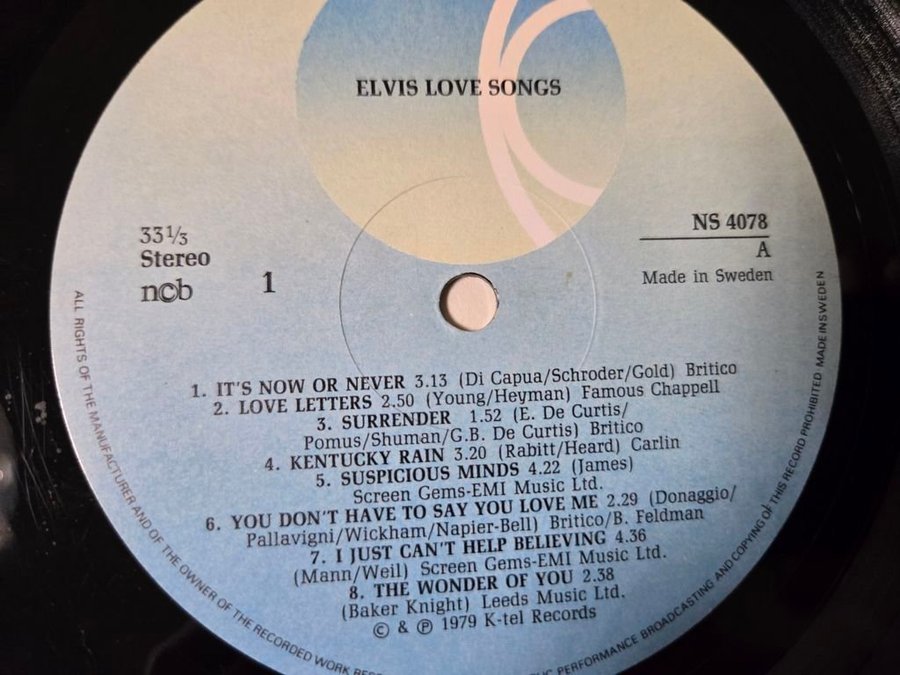 ELVIS LOVE SONGS
33⅓
Stereo
ncb
1
NS 4078
A
Made in Sweden
1. IT'S NOW OR NEVER 3.13 (Di Capua/Schroder/Gold) Britico
2. LOVE LETTERS 2.50 (Young/Heyman) Famous Chappell
3. SURRENDER 1.52 (E. De Curtis/
Pomus/Shuman/G.B. De Curtis) Britico
4. KENTUCKY RAIN 3.20 (Rabitt/Heard) Carlin
5. SUSPICIOUS MINDS 4.22 (James)
Screen Gems-EMI Music Ltd.
6. YOU DON'T HAVE TO SAY YOU LOVE ME 2.29 (Donaggio/
Pallavigni/Wickham/Napier-Bell) Britico/B. Feldman
7. I JUST CAN'T HELP BELIEVING 4.36
(Mann/Weil) Screen Gems-EMI Music Ltd.
8. THE WONDER OF YOU 2.38
(Baker Knight) Leeds Music Ltd.
© & ℗ 1979 K-tel Records
ALL RIGHTS OF THE MANUFACTURER AND OF THE OWNER OF THE RECORDED WORK PERFORMANCE BROADCASTING AND COPYING OF THIS RECORD PROHIBITED MADE IN SWEDEN